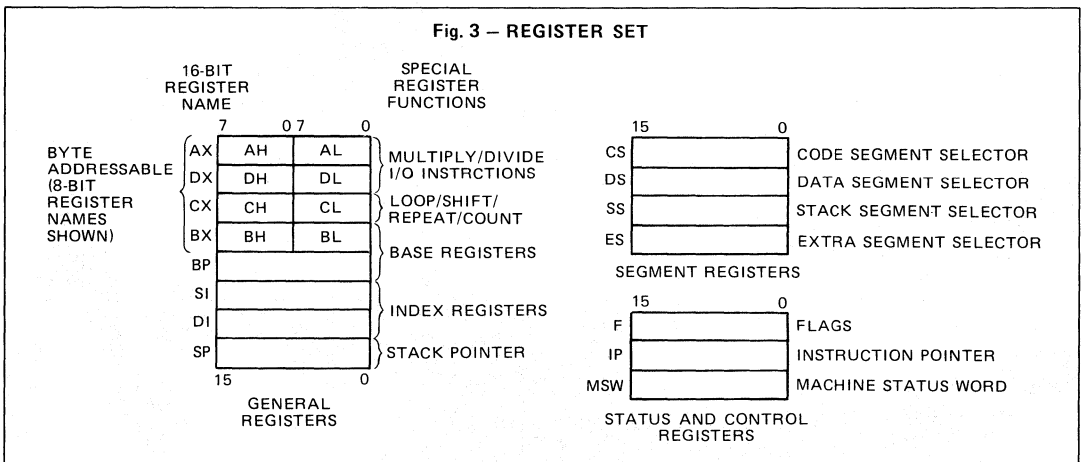 Fig. 3 — REGISTER SET
16-BIT
REGISTER
NAME
SPECIAL
REGISTER
FUNCTIONS
7 0 7 0
BYTE
ADDRESSABLE
(8-BIT
REGISTER
NAMES
SHOWN)
AX AH AL
DX DH DL
MULTIPLY/DIVIDE
I/O INSTRCTIONS
CX CH CL
LOOP/SHIFT/
REPEAT/COUNT
BX BH BL
BP
BASE REGISTERS
SI
DI
INDEX REGISTERS
SP
STACK POINTER
15 0
GENERAL
REGISTERS
15 0
CS CODE SEGMENT SELECTOR
DS DATA SEGMENT SELECTOR
SS STACK SEGMENT SELECTOR
ES EXTRA SEGMENT SELECTOR
SEGMENT REGISTERS
15 0
F FLAGS
IP INSTRUCTION POINTER
MSW MACHINE STATUS WORD
STATUS AND CONTROL
REGISTERS